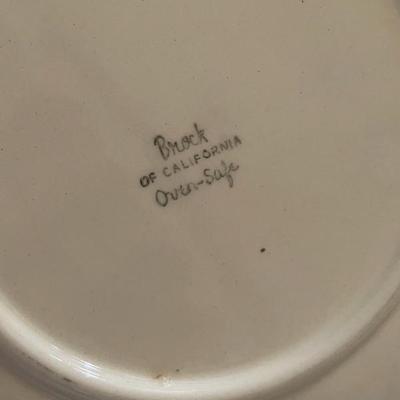 Brock
OF CALIFORNIA
Oven-Safe